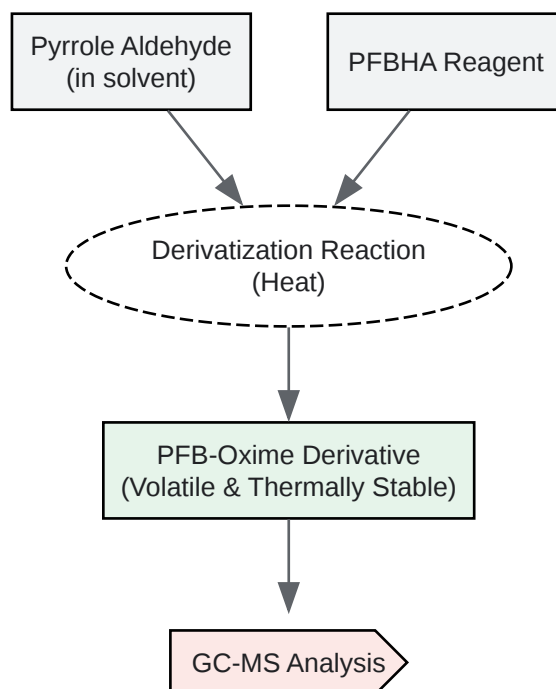 Pyrrole Aldehyde
(in solvent)
PFBHA Reagent
Derivatization Reaction
(Heat)
PFB-Oxime Derivative
(Volatile & Thermally Stable)
GC-MS Analysis